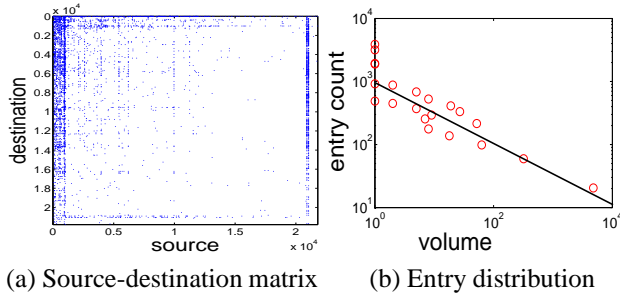 0 x 10^4
0.2
0.4
0.6
0.8
1
1.2
1.4
1.6
1.8
2
destination
0 0.5 1 1.5 2
source x 10^4
(a) Source-destination matrix
10^4
10^3
10^2
10^1
entry count
10^0 10^2 10^4
volume
(b) Entry distribution